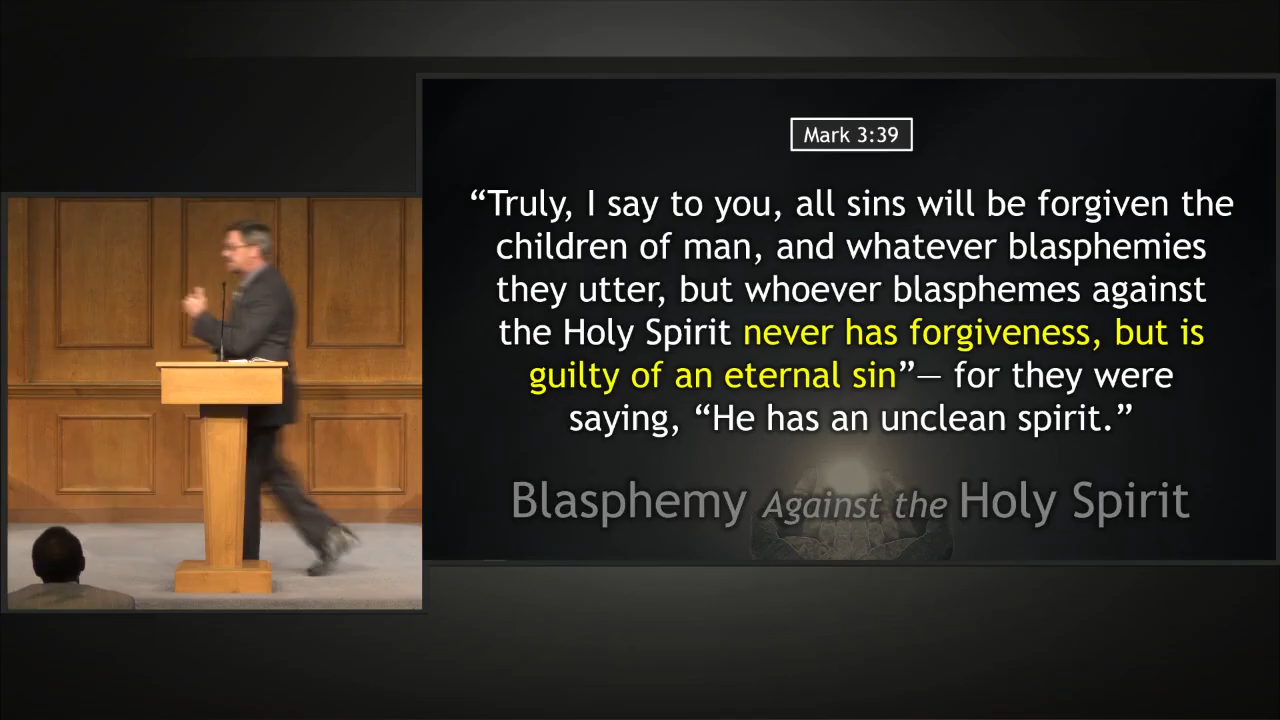 Mark 3:39
“Truly, I say to you, all sins will be forgiven the
children of man, and whatever blasphemies
they utter, but whoever blasphemes against
the Holy Spirit never has forgiveness, but is
guilty of an eternal sin”— for they were
saying, “He has an unclean spirit.”
Blasphemy Against the Holy Spirit